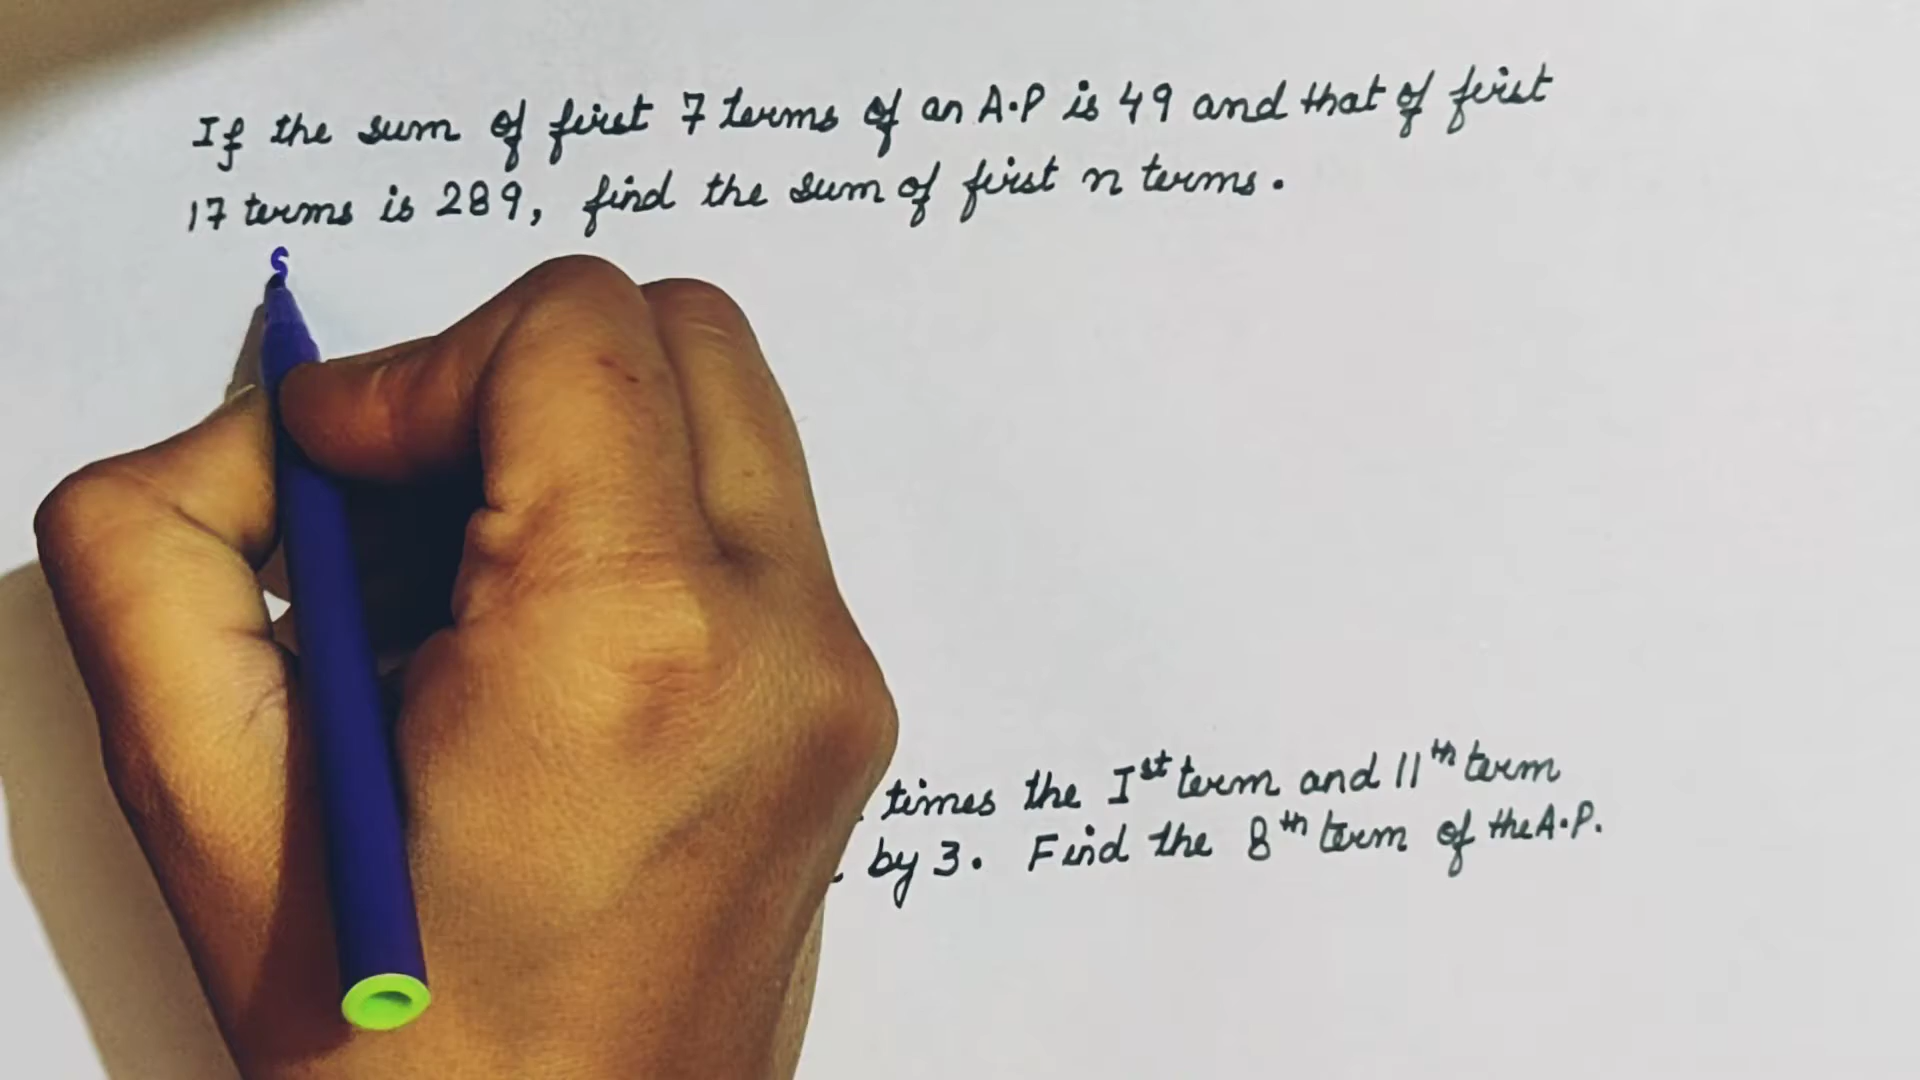 If the sum of first 7 terms of an A.P is 49 and that of first
17 terms is 289, find the sum of first n terms.
S
times the Ist term and 11th term
by 3. Find the 8th term of the A.P.